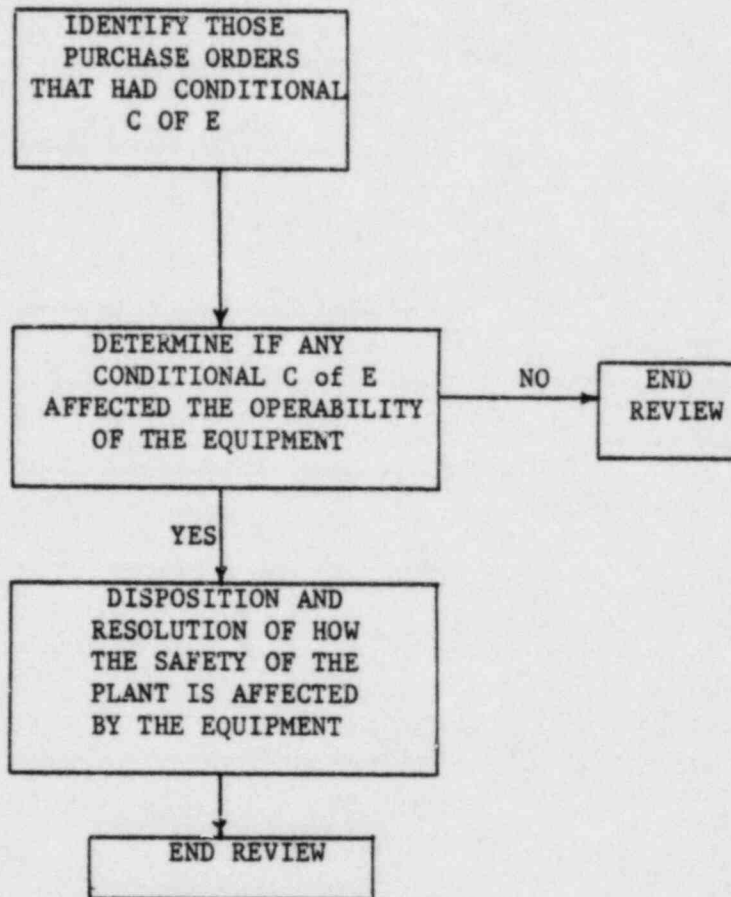 IDENTIFY THOSE
PURCHASE ORDERS
THAT HAD CONDITIONAL
C OF E
DETERMINE IF ANY
CONDITIONAL C of E
AFFECTED THE OPERABILITY
OF THE EQUIPMENT
NO
END
REVIEW
YES
DISPOSITION AND
RESOLUTION OF HOW
THE SAFETY OF THE
PLANT IS AFFECTED
BY THE EQUIPMENT
END REVIEW